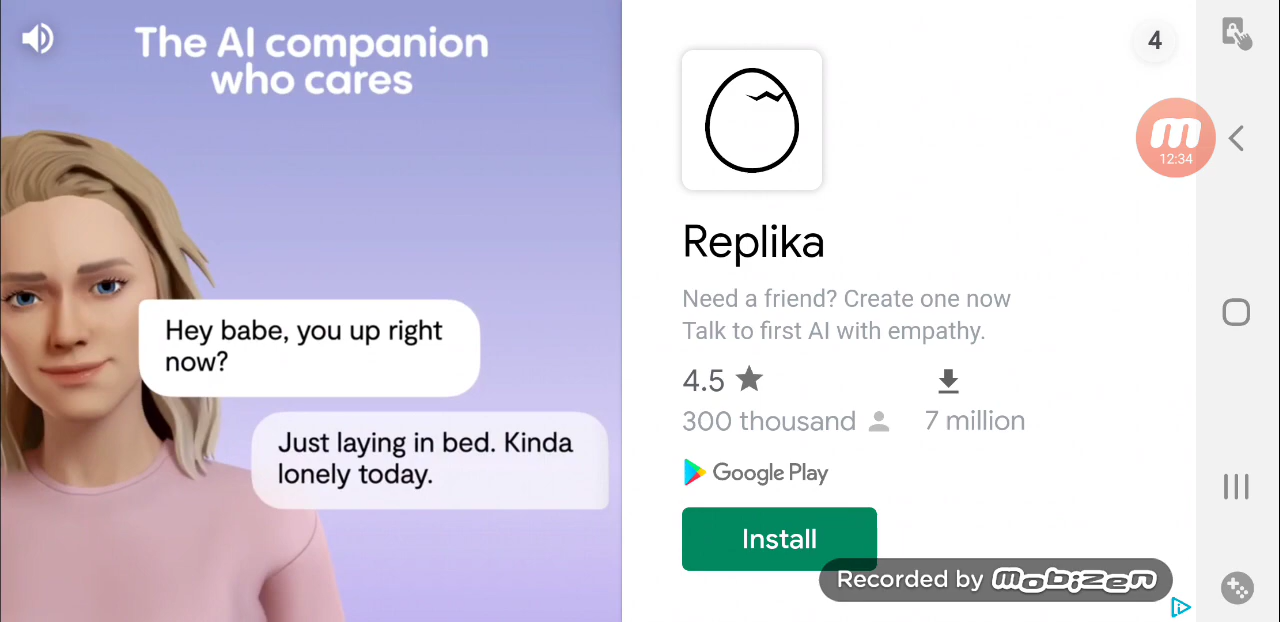 The AI companion
who cares
Hey babe, you up right
now?
Just laying in bed. Kinda
lonely today.
4
12:34
Replika
Need a friend? Create one now
Talk to first AI with empathy.
4.5
300 thousand
7 million
Google Play
Install
Recorded by mobizen